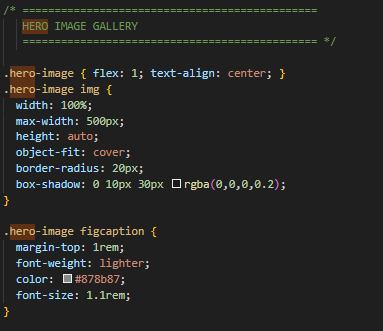 /* =============================================
HERO IMAGE GALLERY
============================================= */
.hero-image { flex: 1; text-align: center; }
.hero-image img {
width: 100%;
max-width: 500px;
height: auto;
object-fit: cover;
border-radius: 20px;
box-shadow: 0 10px 30px rgba(0,0,0,0.2);
}
.hero-image figcaption {
margin-top: 1rem;
font-weight: lighter;
color: #878b87;
font-size: 1.1rem;
}